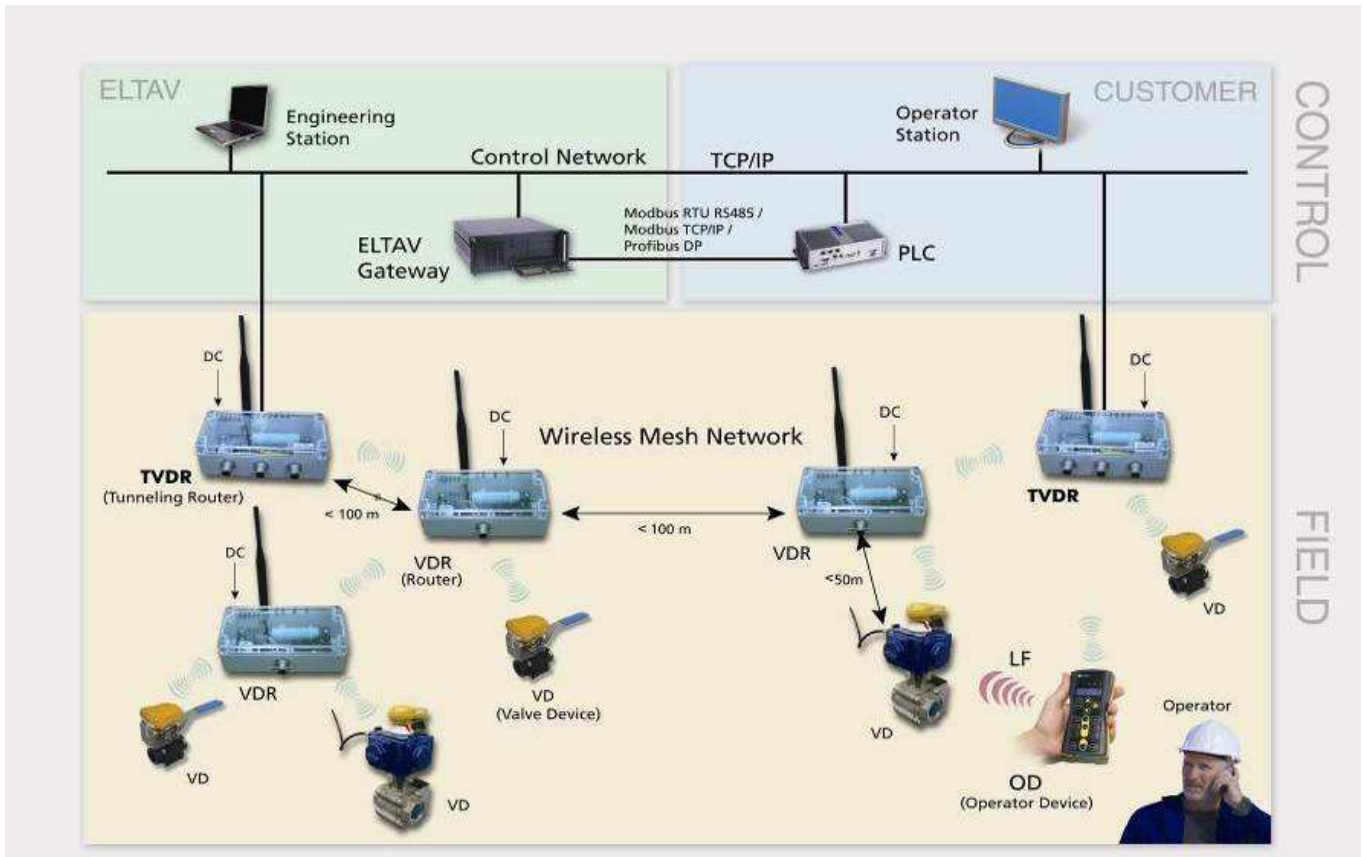 ELTAV
CUSTOMER
CONTROL
Engineering
Station
Operator
Station
Control Network
TCP/IP
Modbus RTU RS485 /
Modbus TCP/IP /
Profibus DP
ELTAV
Gateway
PLC
FIELD
DC
DC
DC
DC
Wireless Mesh Network
TVDR
(Tunneling Router)
TVDR
< 100 m
< 100 m
VDR
(Router)
VDR
<50m
DC
VD
VDR
VD
(Valve Device)
LF
VD
Operator
VD
VD
OD
(Operator Device)